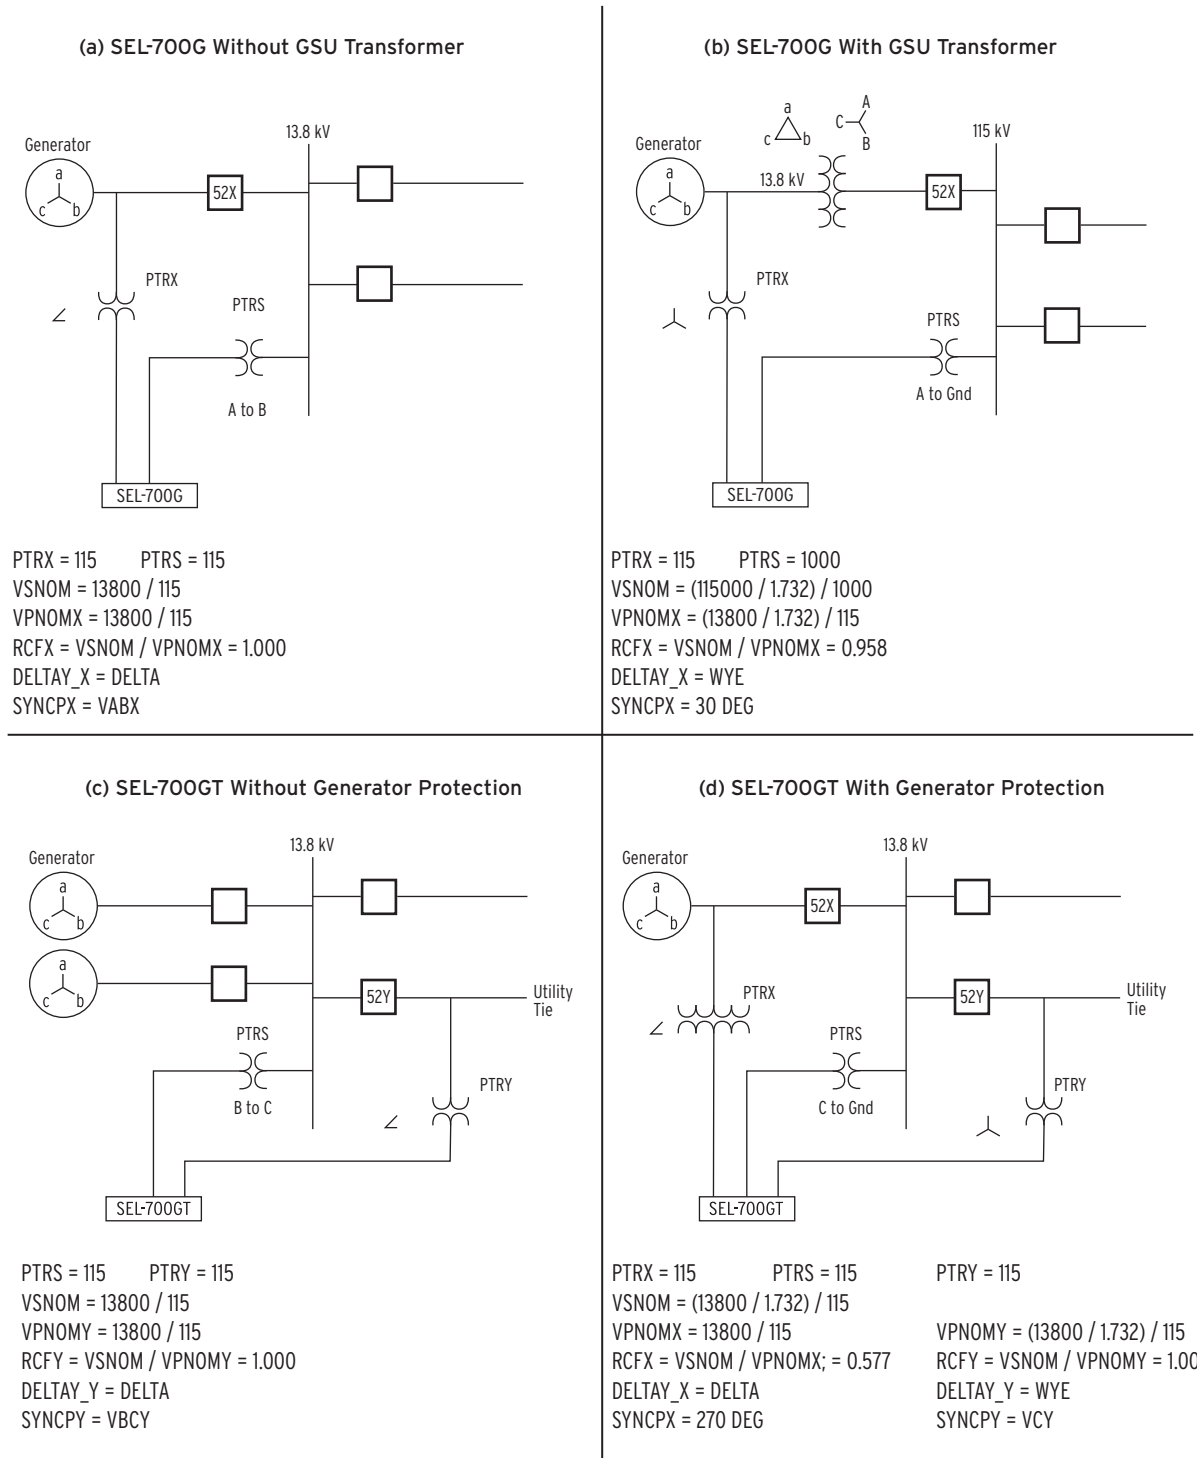 (a) SEL-700G Without GSU Transformer
Generator
a
c b
52X
13.8 kV
PTRX
PTRS
A to B
SEL-700G
PTRX = 115 PTRS = 115
VSNOM = 13800 / 115
VPNOMX = 13800 / 115
RCFX = VSNOM / VPNOMX = 1.000
DELTAY_X = DELTA
SYNCPX = VABX
(b) SEL-700G With GSU Transformer
Generator
a
c b
13.8 kV
a
c b
A
C
B
52X
115 kV
PTRX
PTRS
A to Gnd
SEL-700G
PTRX = 115 PTRS = 1000
VSNOM = (115000 / 1.732) / 1000
VPNOMX = (13800 / 1.732) / 115
RCFX = VSNOM / VPNOMX = 0.958
DELTAY_X = WYE
SYNCPX = 30 DEG
(c) SEL-700GT Without Generator Protection
Generator
a
c b
a
c b
13.8 kV
52Y
Utility
Tie
PTRS
B to C
PTRY
SEL-700GT
PTRS = 115 PTRY = 115
VSNOM = 13800 / 115
VPNOMY = 13800 / 115
RCFY = VSNOM / VPNOMY = 1.000
DELTAY_Y = DELTA
SYNCPY = VBCY
(d) SEL-700GT With Generator Protection
Generator
a
c b
52X
13.8 kV
52Y
Utility
Tie
PTRX
PTRS
C to Gnd
PTRY
SEL-700GT
PTRX = 115 PTRS = 115 PTRY = 115
VSNOM = (13800 / 1.732) / 115
VPNOMX = 13800 / 115 VPNOMY = (13800 / 1.732) / 115
RCFX = VSNOM / VPNOMX; = 0.577 RCFY = VSNOM / VPNOMY = 1.00
DELTAY_X = DELTA DELTAY_Y = WYE
SYNCPX = 270 DEG SYNCPY = VCY